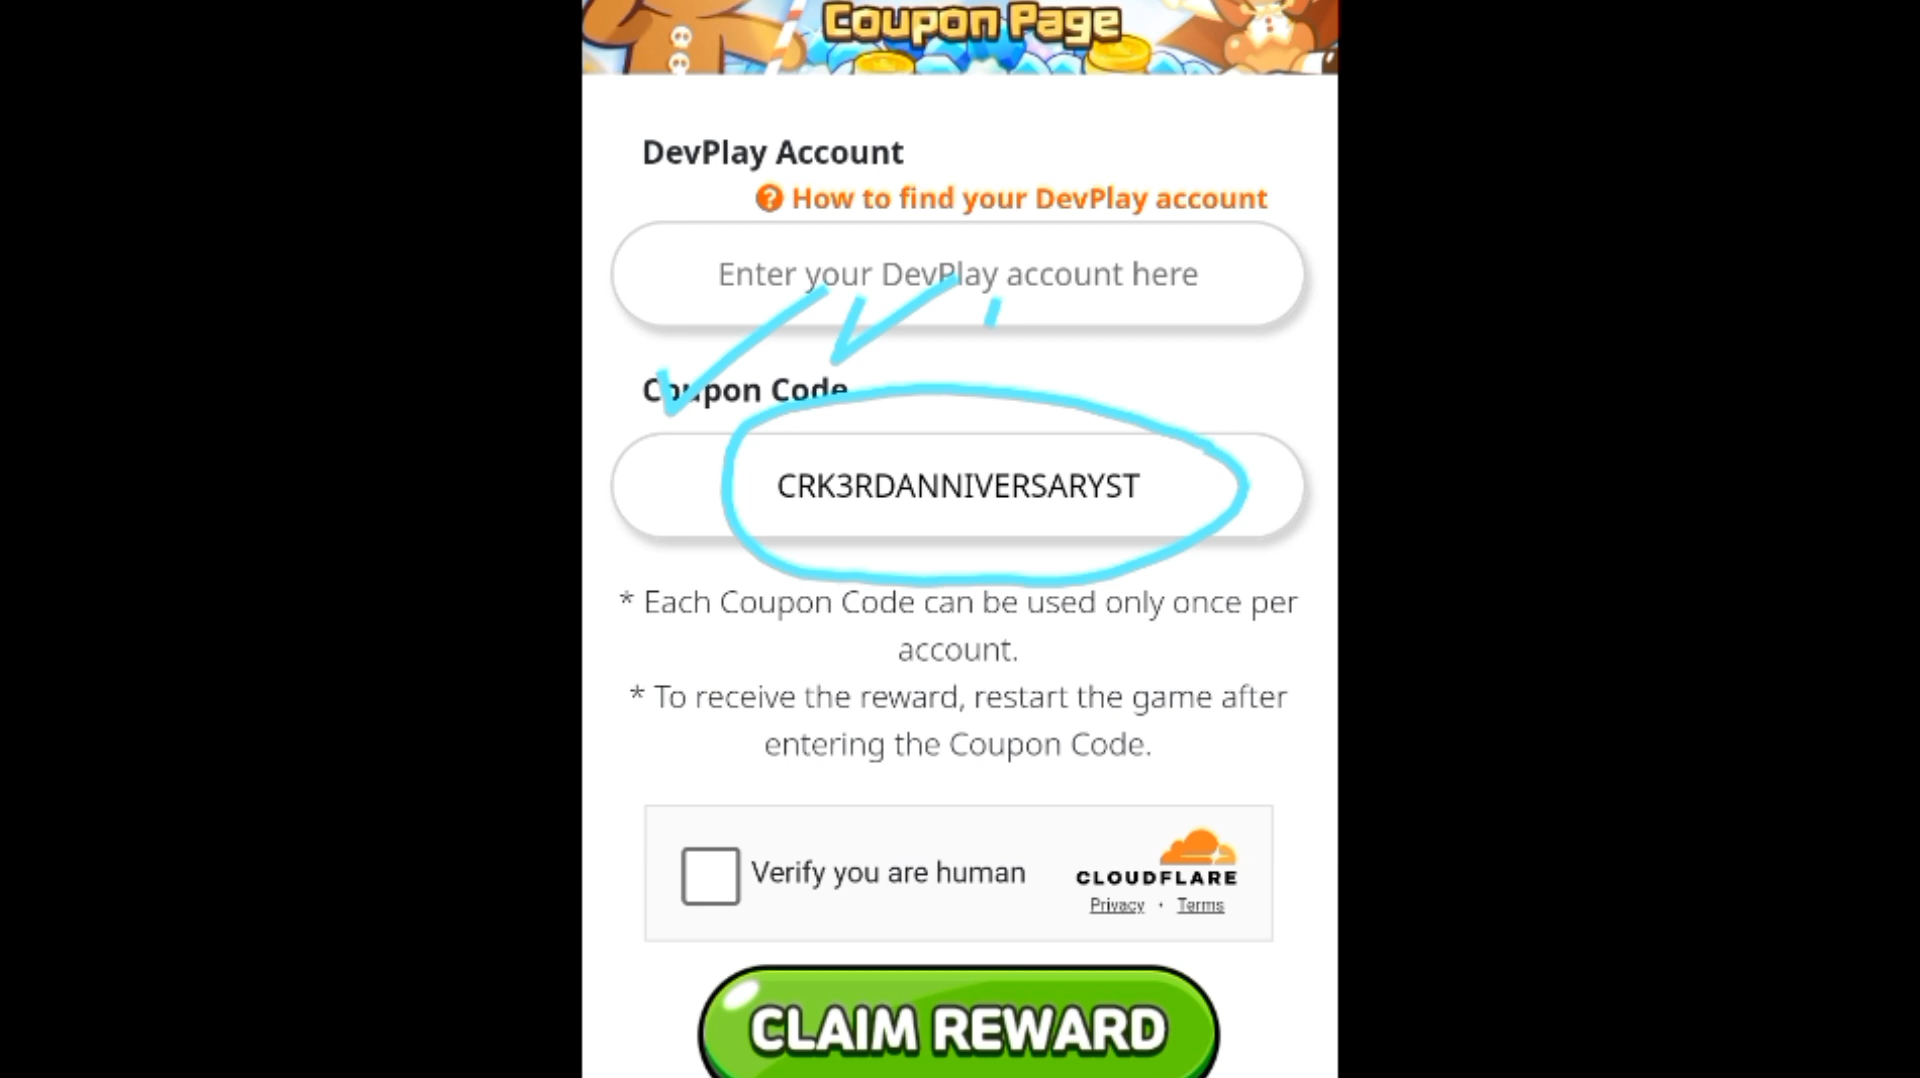 Coupon Page
DevPlay Account
? How to find your DevPlay account
Enter your DevPlay account here
Coupon Code
CRK3RDANNIVERSARYST
* Each Coupon Code can be used only once per
account.
* To receive the reward, restart the game after
entering the Coupon Code.
Verify you are human
CLOUDFLARE
Privacy · Terms
CLAIM REWARD